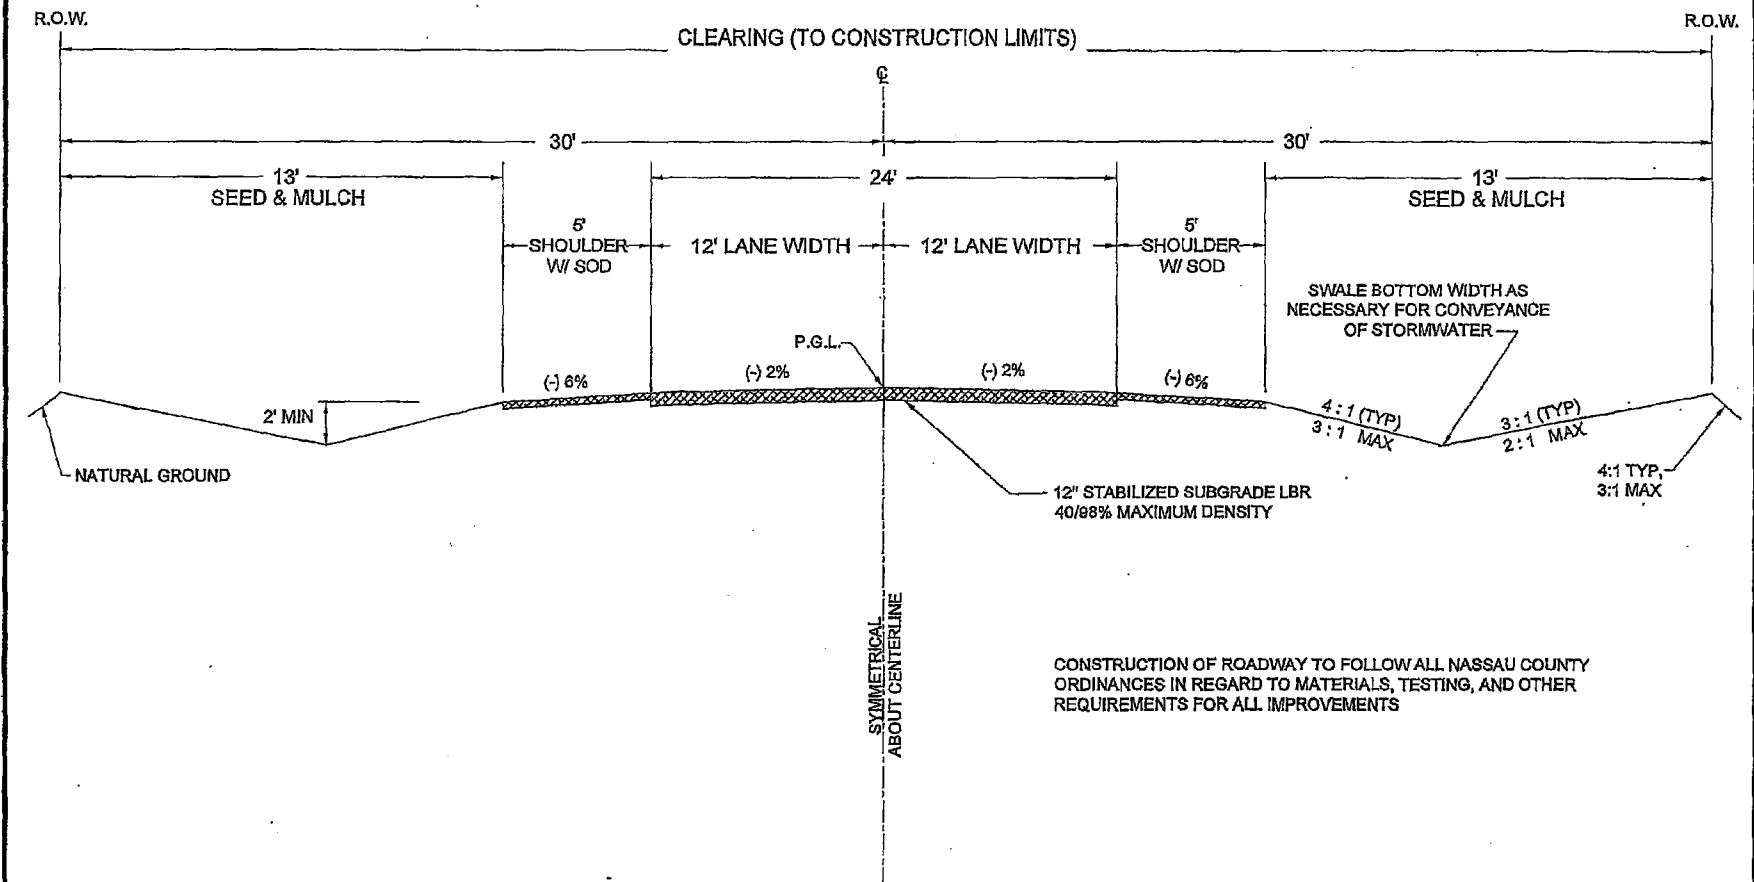 R.O.W.
R.O.W.
CLEARING (TO CONSTRUCTION LIMITS)
℄
30'
30'
13'
SEED & MULCH
24'
13'
SEED & MULCH
5'
SHOULDER
W/ SOD
12' LANE WIDTH
12' LANE WIDTH
5'
SHOULDER
W/ SOD
SWALE BOTTOM WIDTH AS
NECESSARY FOR CONVEYANCE
OF STORMWATER
P.G.L.
(-) 6%
(-) 2%
(-) 2%
(-) 6%
2' MIN
4:1 (TYP)
3:1 MAX
3:1 (TYP)
2:1 MAX
NATURAL GROUND
4:1 TYP,
3:1 MAX
12" STABILIZED SUBGRADE LBR
40/98% MAXIMUM DENSITY
SYMMETRICAL
ABOUT CENTERLINE
CONSTRUCTION OF ROADWAY TO FOLLOW ALL NASSAU COUNTY
ORDINANCES IN REGARD TO MATERIALS, TESTING, AND OTHER
REQUIREMENTS FOR ALL IMPROVEMENTS